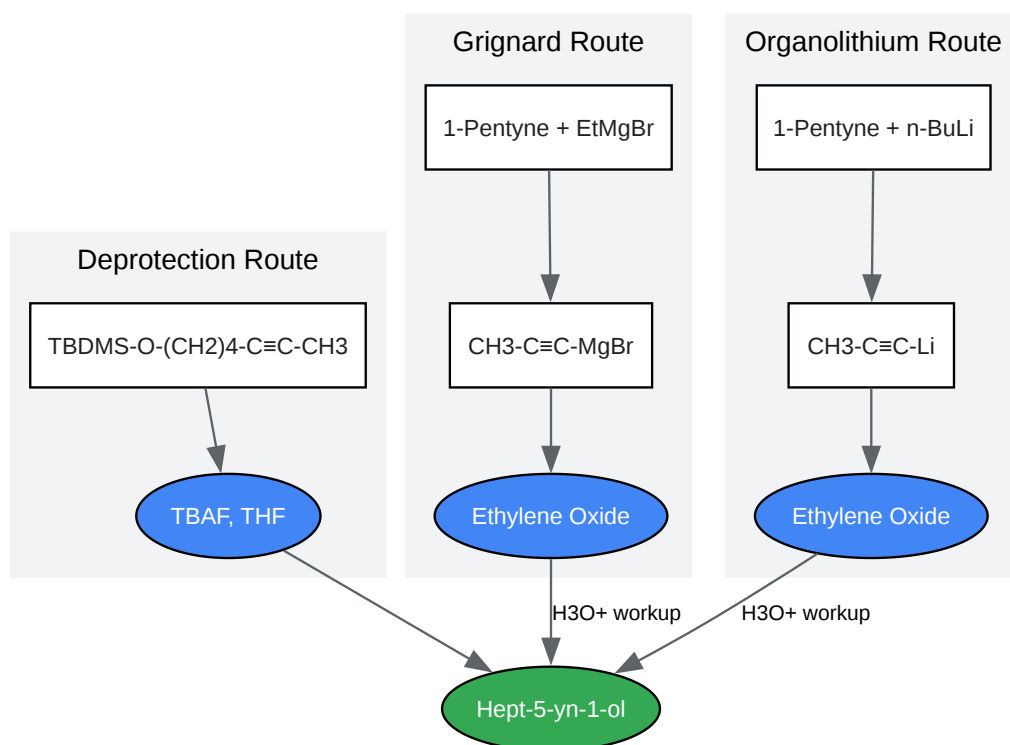 Grignard Route
Organolithium Route
1-Pentyne + EtMgBr
1-Pentyne + n-BuLi
Deprotection Route
TBDMS-O-(CH2)4-C≡C-CH3
CH3-C≡C-MgBr
CH3-C≡C-Li
TBAF, THF
Ethylene Oxide
Ethylene Oxide
H3O+ workup
H3O+ workup
Hept-5-yn-1-ol